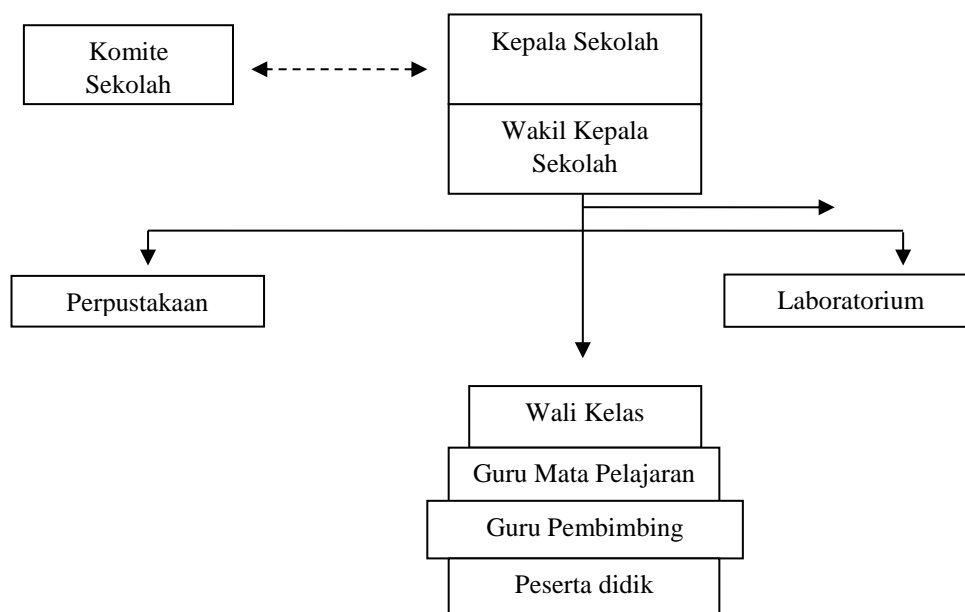 Komite
Sekolah
Kepala Sekolah
Wakil Kepala
Sekolah
Perpustakaan
Laboratorium
Wali Kelas
Guru Mata Pelajaran
Guru Pembimbing
Peserta didik